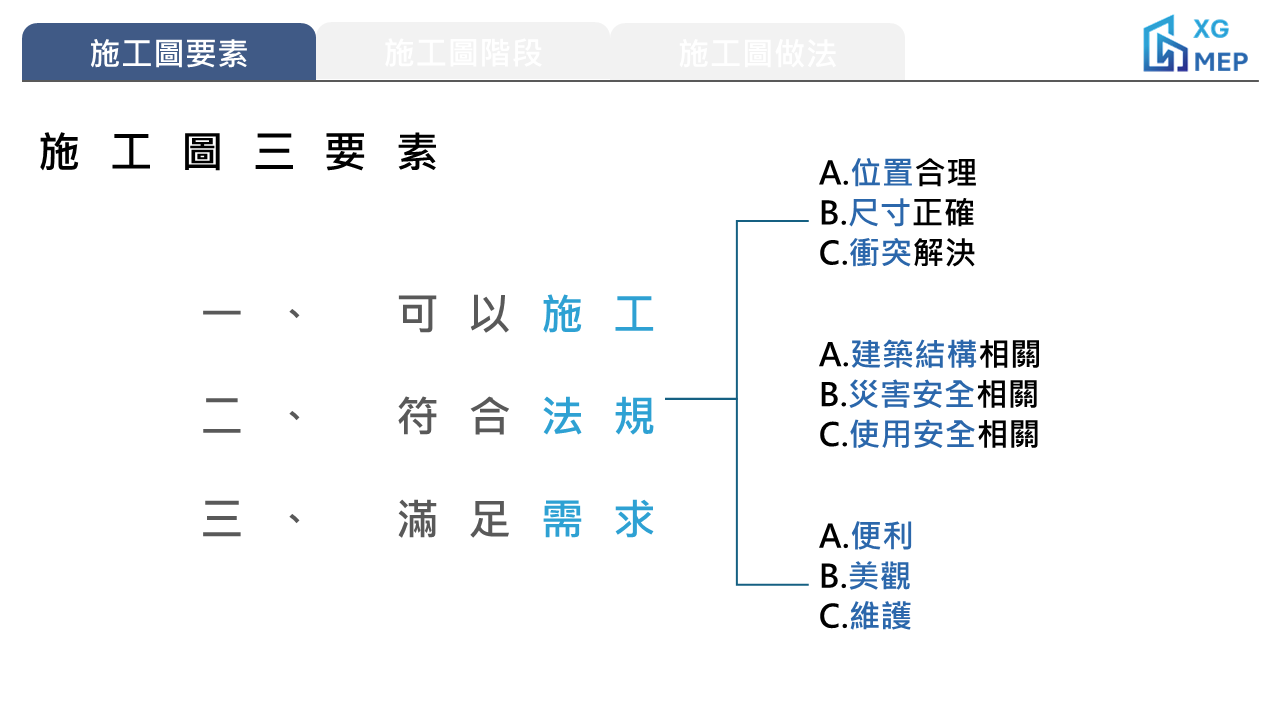 施工圖要素
施工圖階段
施工圖做法
XG
MEP
施工圖三要素
一、 可以施工
二、 符合法規
三、 滿足需求
A.位置合理
B.尺寸正確
C.衝突解決
A.建築結構相關
B.災害安全相關
C.使用安全相關
A.便利
B.美觀
C.維護